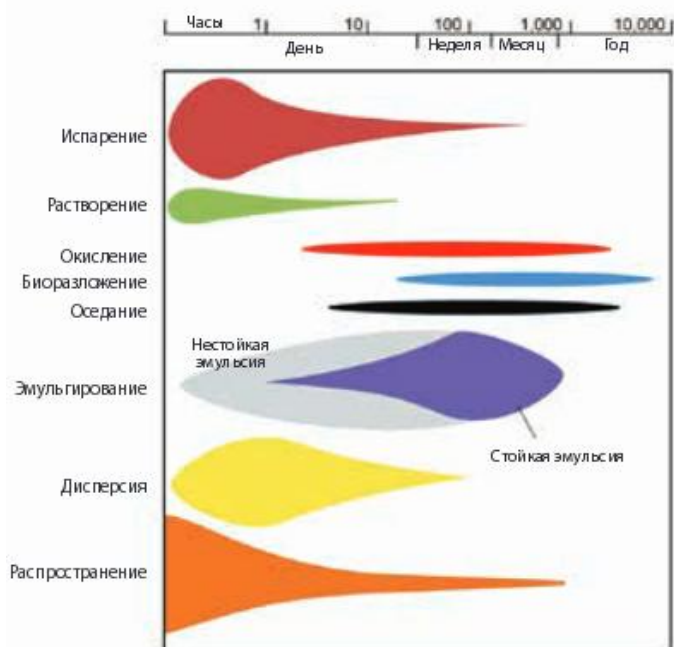 Часы 1 10 100 1,000 10,000
День Неделя Месяц Год
Испарение
Растворение
Окисление
Биоразложение
Оседание
Нестойкая
эмульсия
Эмульгирование
Стойкая эмульсия
Дисперсия
Распространение